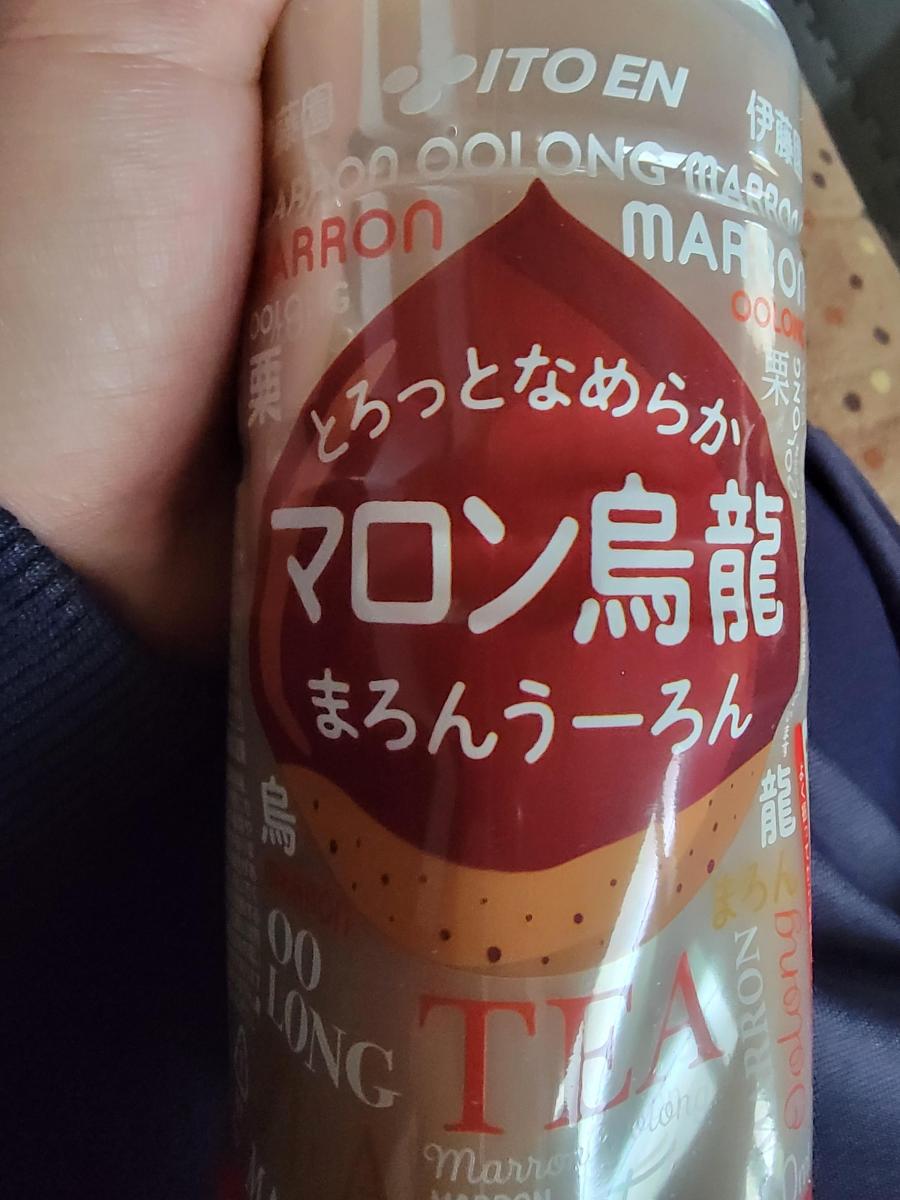 ITO EN
伊藤園
OOLONG MARRON
MARRON
OOLONG
栗
栗
とろっとなめらか
マロン烏龍
まろんうーろん
烏
龍
まろん
OO
LONG
TEA
oolong
Marron